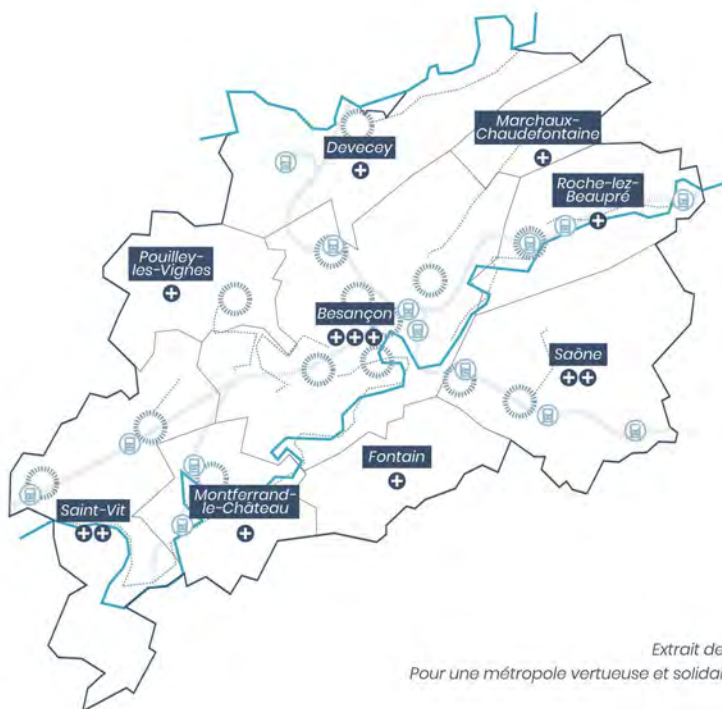 Devecey
Marchaux-
Chaudefontaine
Roche-lez-
Beaupré
Pouilley-
les-Vignes
Besançon
Saône
Fontain
Saint-Vit
Montferrand-
le-Château
Extrait de
Pour une métropole vertueuse et